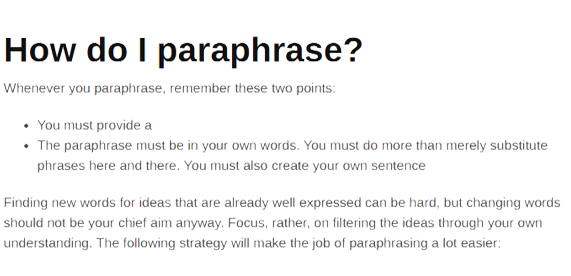 How do I paraphrase?
Whenever you paraphrase, remember these two points:
You must provide a
The paraphrase must be in your own words. You must do more than merely substitute
phrases here and there. You must also create your own sentence
Finding new words for ideas that are already well expressed can be hard, but changing words
should not be your chief aim anyway. Focus, rather, on filtering the ideas through your own
understanding. The following strategy will make the job of paraphrasing a lot easier: